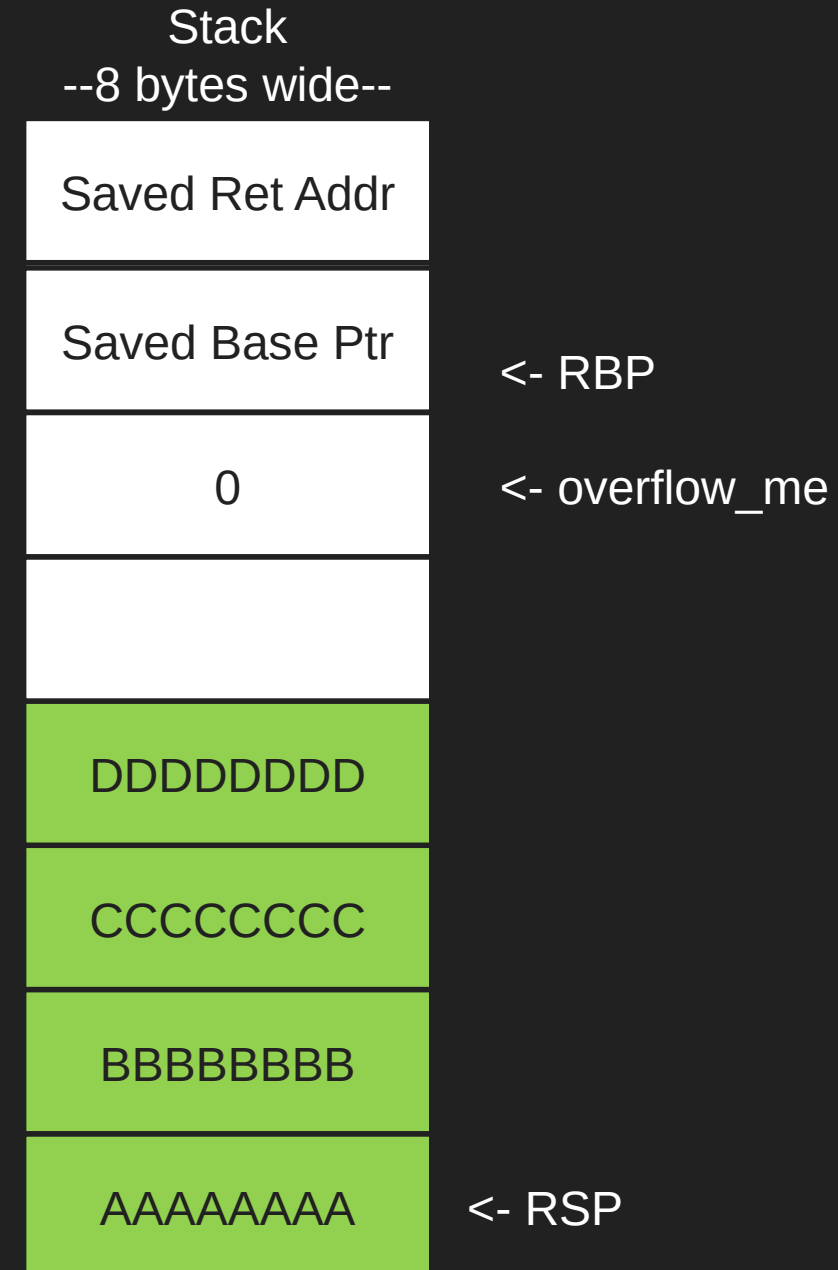 Stack
--8 bytes wide--
Saved Ret Addr
Saved Base Ptr
<- RBP
0
<- overflow_me
DDDDDDDD
CCCCCCCC
BBBBBBBB
AAAAAAAA
<- RSP